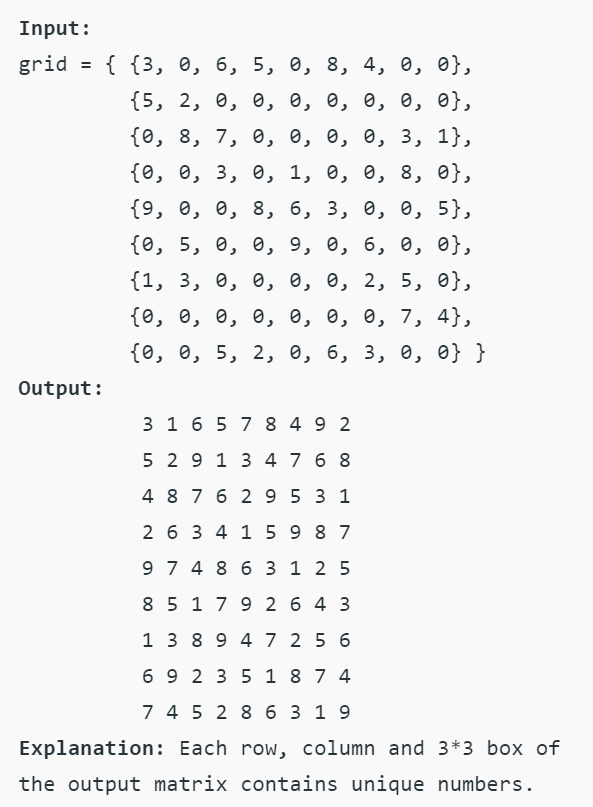 Input:
grid = { {3, 0, 6, 5, 0, 8, 4, 0, 0},
{5, 2, 0, 0, 0, 0, 0, 0, 0},
{0, 8, 7, 0, 0, 0, 0, 3, 1},
{0, 0, 3, 0, 1, 0, 0, 8, 0},
{9, 0, 0, 8, 6, 3, 0, 0, 5},
{0, 5, 0, 0, 9, 0, 6, 0, 0},
{1, 3, 0, 0, 0, 0, 2, 5, 0},
{0, 0, 0, 0, 0, 0, 0, 7, 4},
{0, 0, 5, 2, 0, 6, 3, 0, 0} }
Output:
3 1 6 5 7 8 4 9 2
5 2 9 1 3 4 7 6 8
4 8 7 6 2 9 5 3 1
2 6 3 4 1 5 9 8 7
9 7 4 8 6 3 1 2 5
8 5 1 7 9 2 6 4 3
1 3 8 9 4 7 2 5 6
6 9 2 3 5 1 8 7 4
7 4 5 2 8 6 3 1 9
Explanation: Each row, column and 3*3 box of
the output matrix contains unique numbers.